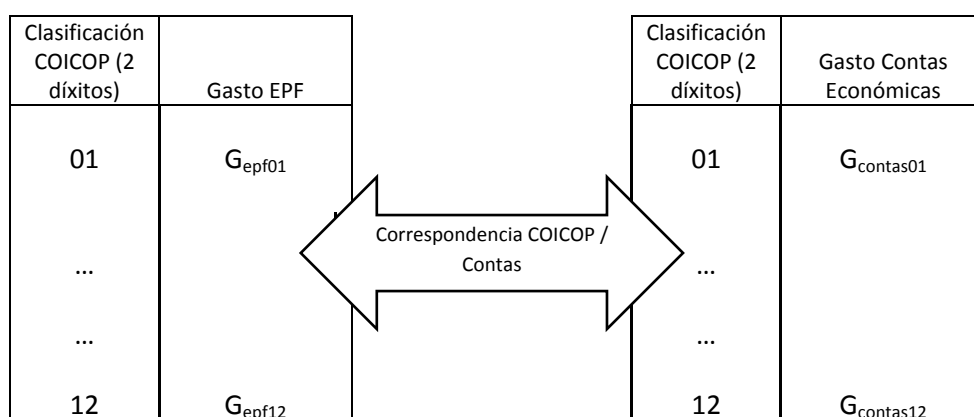 Clasificación
COICOP (2
díxitos)
Gasto EPF
01
Gepf01
...
...
12
Gepf12
Correspondencia COICOP /
Contas
Clasificación
COICOP (2
díxitos)
Gasto Contas
Económicas
01
Gcontas01
...
...
12
Gcontas12